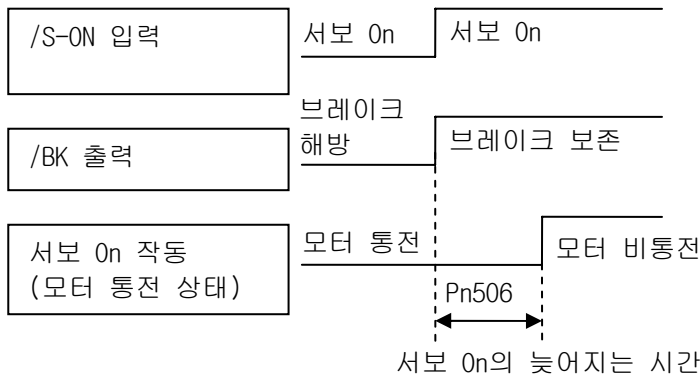 /S-ON 입력
서보 On
서보 On
/BK 출력
브레이크
해방
브레이크 보존
서보 On 작동
(모터 통전 상태)
모터 통전
모터 비통전
Pn506
서보 On의 늦어지는 시간